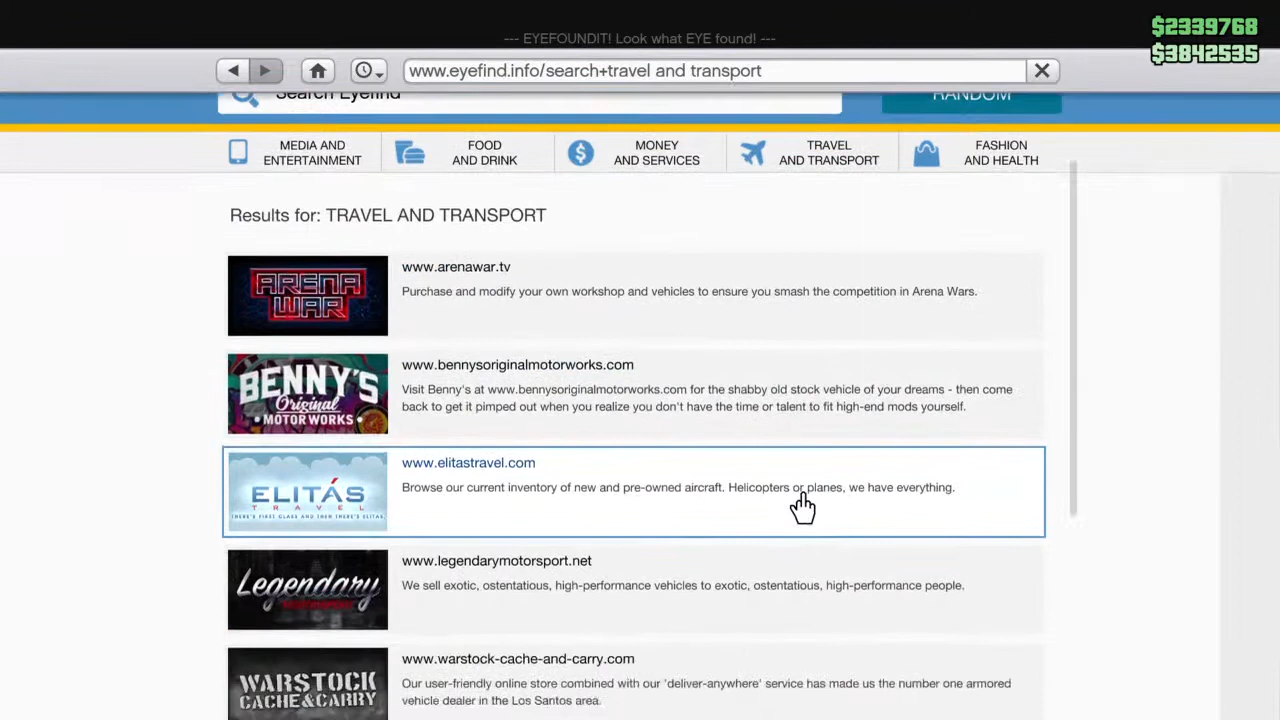 --- EYEFOUNDIT! Look what EYE found! ---
$2339768
$3842535
www.eyefind.info/search+travel and transport
Search Eyefind
RANDOM
MEDIA AND
ENTERTAINMENT
FOOD
AND DRINK
MONEY
AND SERVICES
TRAVEL
AND TRANSPORT
FASHION
AND HEALTH
Results for: TRAVEL AND TRANSPORT
ARENA
WAR
www.arenawar.tv
Purchase and modify your own workshop and vehicles to ensure you smash the competition in Arena Wars.
BENNY'S
Original
• MOTOR WORKS •
www.bennysoriginalmotorworks.com
Visit Benny's at www.bennysoriginalmotorworks.com for the shabby old stock vehicle of your dreams - then come
back to get it pimped out when you realize you don't have the time or talent to fit high-end mods yourself.
ELITÁS
TRAVEL
THERE'S FIRST CLASS AND THEN THERE'S ELITAS.
www.elitastravel.com
Browse our current inventory of new and pre-owned aircraft. Helicopters or planes, we have everything.
Legendary
MOTORSPORT
www.legendarymotorsport.net
We sell exotic, ostentatious, high-performance vehicles to exotic, ostentatious, high-performance people.
WARSTOCK
CACHE&CARRY
www.warstock-cache-and-carry.com
Our user-friendly online store combined with our 'deliver-anywhere' service has made us the number one armored
vehicle dealer in the Los Santos area.